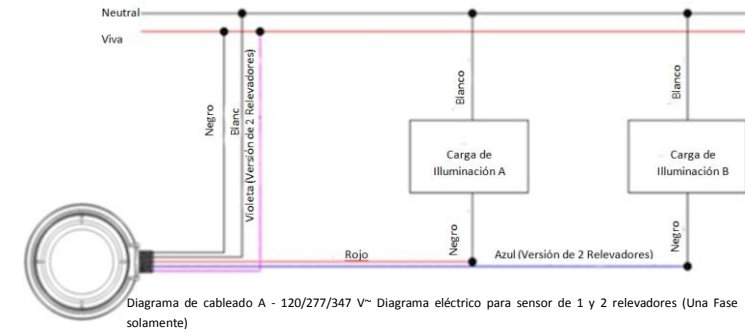 Neutral
Viva
Negro
Blanc
Violeta (Versión de 2 Relevadores)
Blanco
Blanco
Carga de
Illuminación A
Carga de
Illuminación B
Negro
Negro
Rojo
Azul (Versión de 2 Relevadores)
Diagrama de cableado A - 120/277/347 V~ Diagrama eléctrico para sensor de 1 y 2 relevadores (Una Fase
solamente)